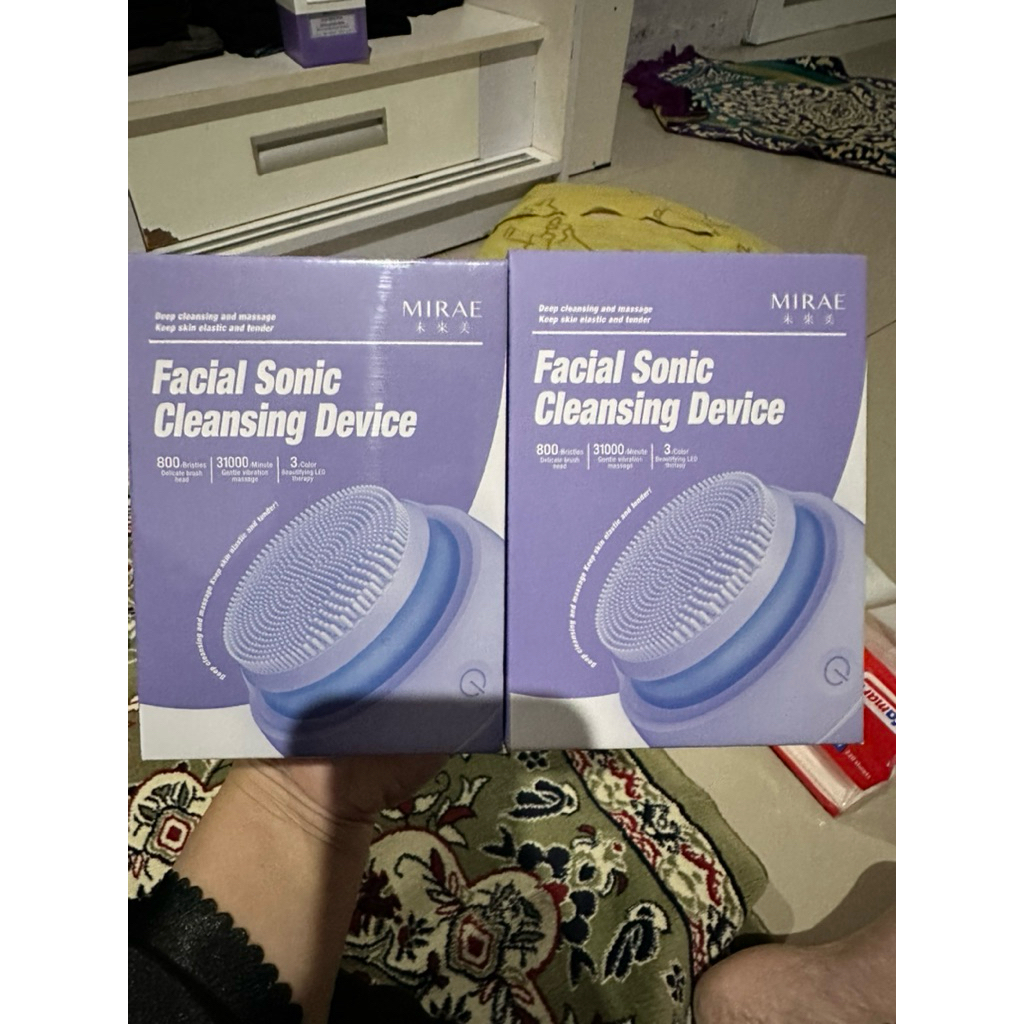 Deep cleansing and massage
Keep skin elastic and tender
MIRAE
未來美
Facial Sonic
Cleansing Device
800/Bristles
Delicate brush
head
31000/Minute
Gentle vibration
massage
3/Color
Beautifying LED
therapy
Deep cleansing and massage Keep skin elastic and tender!
Deep cleansing and massage
Keep skin elastic and tender
MIRAE
未來美
Facial Sonic
Cleansing Device
800/Bristles
Delicate brush
head
31000/Minute
Gentle vibration
massage
3/Color
Beautifying LED
therapy
Deep cleansing and massage Keep skin elastic and tender!